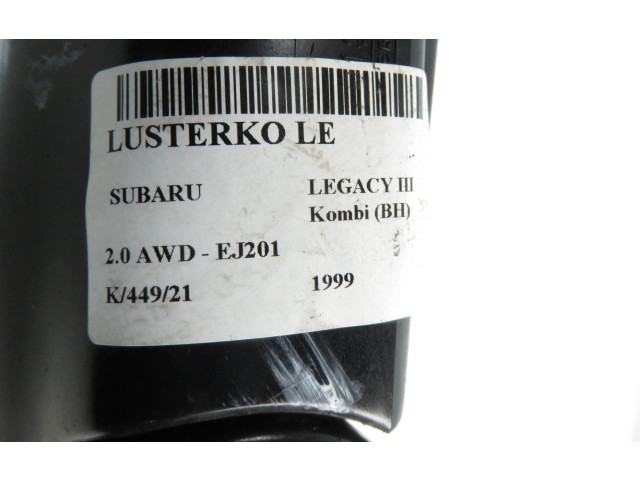 LUSTERKO LE
SUBARU LEGACY III
Kombi (BH)
2.0 AWD - EJ201
K/449/21 1999